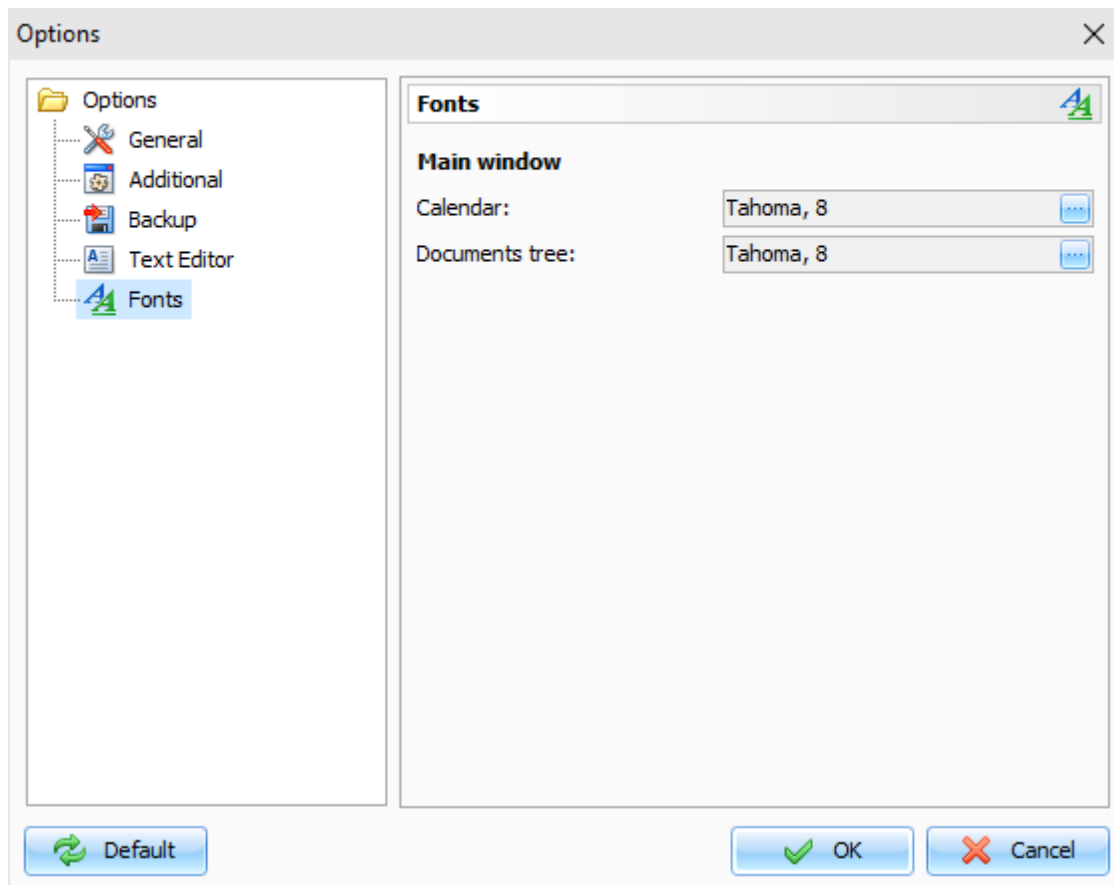 Options
Options
General
Additional
Backup
Text Editor
Fonts
Fonts
Main window
Calendar: Tahoma, 8
Documents tree: Tahoma, 8
Default OK Cancel